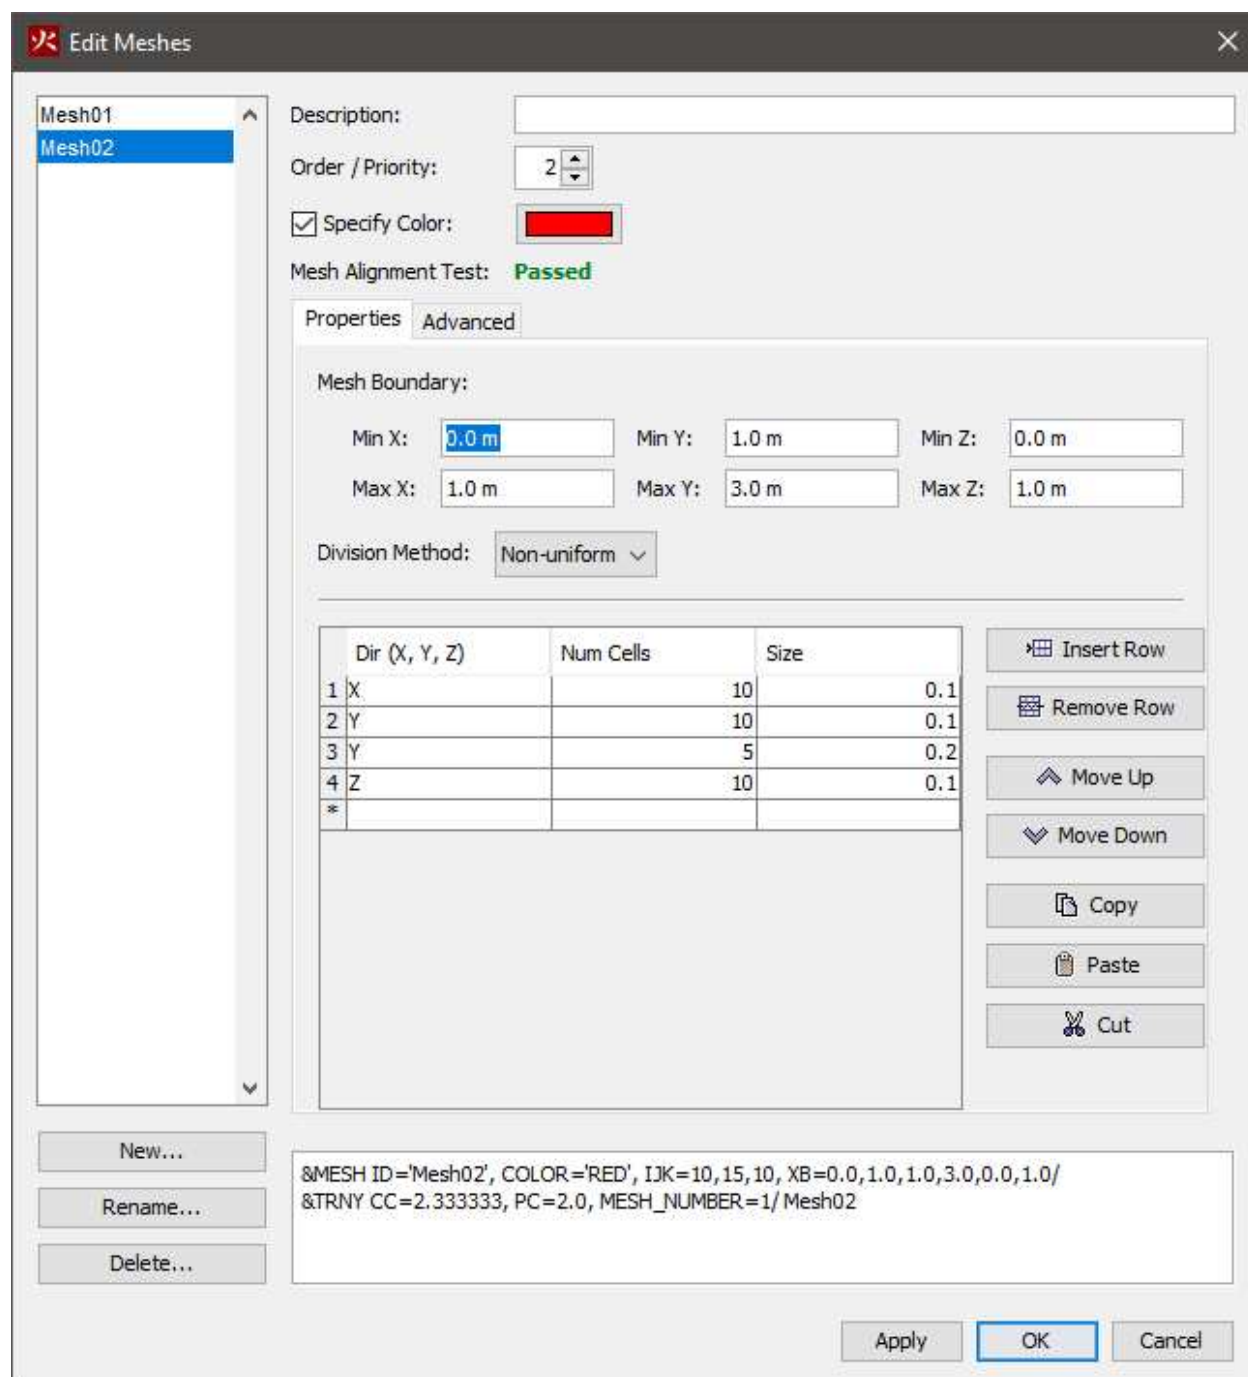 Edit Meshes
Mesh01
Mesh02
Description:
Order / Priority: 2
Specify Color:
Mesh Alignment Test: Passed
Properties Advanced
Mesh Boundary:
Min X: 0.0 m Min Y: 1.0 m Min Z: 0.0 m
Max X: 1.0 m Max Y: 3.0 m Max Z: 1.0 m
Division Method: Non-uniform
Dir (X, Y, Z) Num Cells Size
1 X 10 0.1
2 Y 10 0.1
3 Y 5 0.2
4 Z 10 0.1
*
Insert Row
Remove Row
Move Up
Move Down
Copy
Paste
Cut
New...
Rename...
Delete...
&MESH ID='Mesh02', COLOR='RED', IJK=10,15,10, XB=0.0,1.0,1.0,3.0,0.0,1.0/
&TRNY CC=2.333333, PC=2.0, MESH_NUMBER=1/ Mesh02
Apply OK Cancel